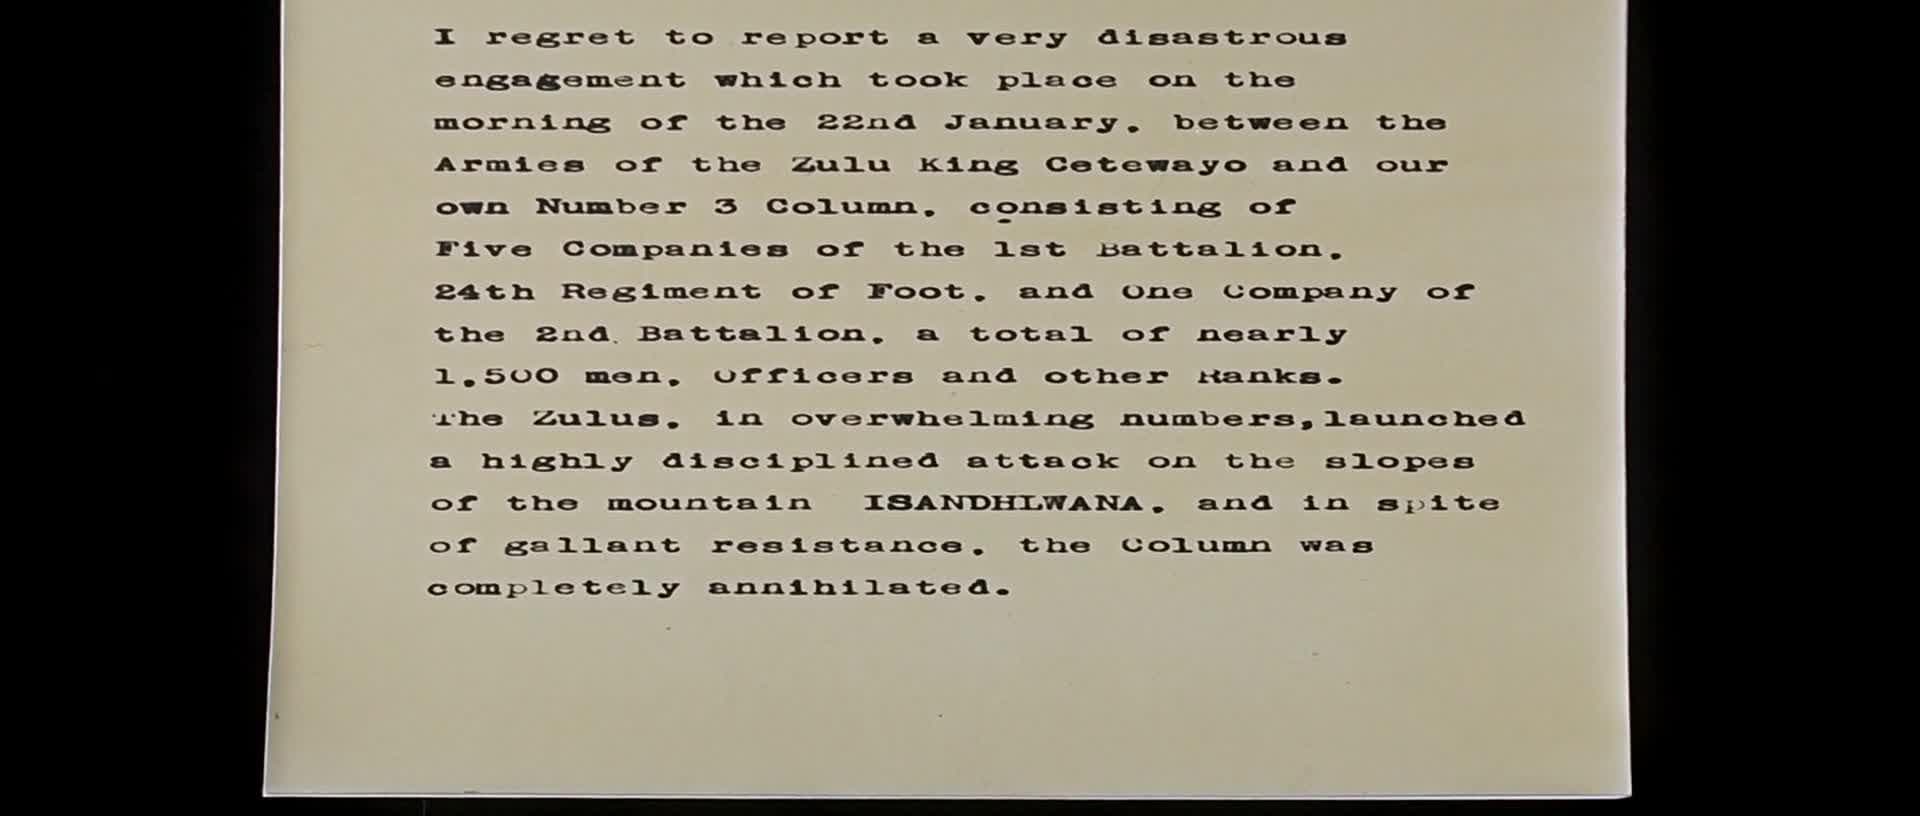 I regret to report a very disastrous
engagement which took place on the
morning of the 22nd January, between the
Armies of the Zulu King Cetewayo and our
own Number 3 Column, consisting of
Five Companies of the 1st Battalion,
24th Regiment of Foot, and One Company of
the 2nd. Battalion, a total of nearly
1,500 men, Officers and other Ranks.
The Zulus, in overwhelming numbers,launched
a highly disciplined attack on the slopes
of the mountain ISANDHLWANA, and in spite
of gallant resistance, the Column was
completely annihilated.